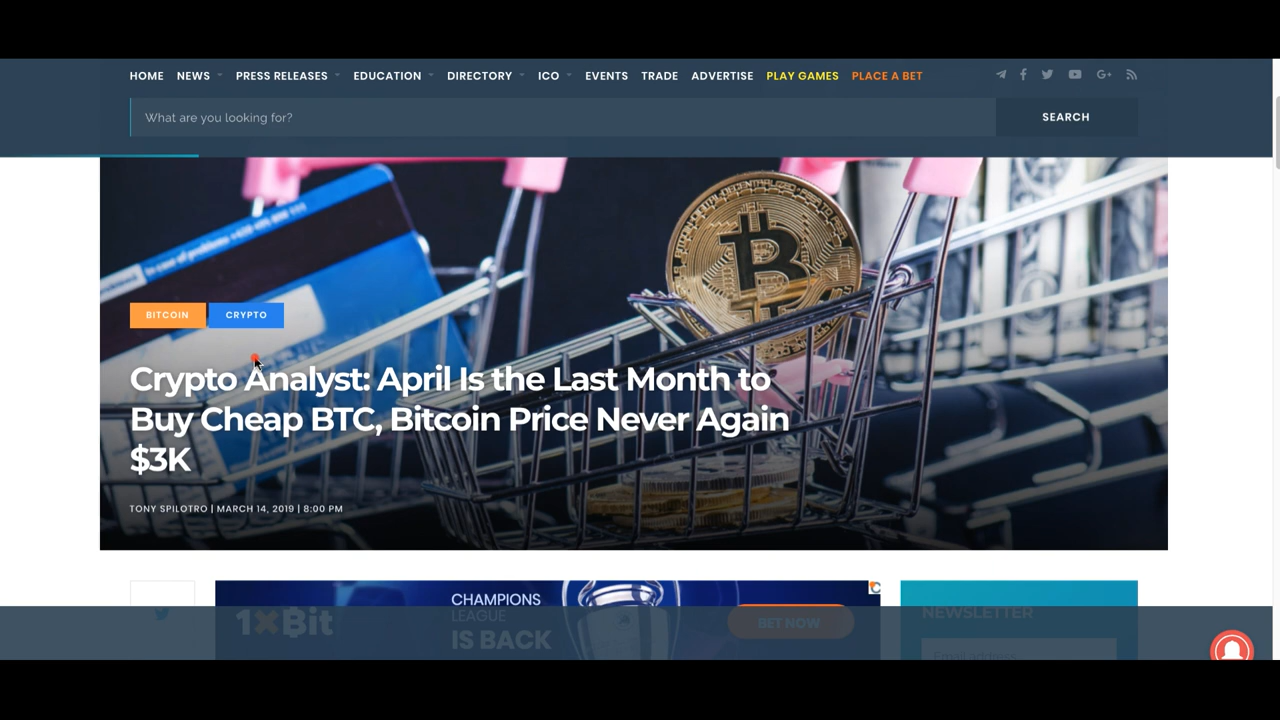 HOME NEWS PRESS RELEASES EDUCATION DIRECTORY ICO EVENTS TRADE ADVERTISE PLAY GAMES PLACE A BET
What are you looking for?
SEARCH
BITCOIN CRYPTO
Crypto Analyst: April Is the Last Month to
Buy Cheap BTC, Bitcoin Price Never Again
$3K
TONY SPILOTRO | MARCH 14, 2019 | 8:00 PM
1XBit
CHAMPIONS
LEAGUE
IS BACK
BET NOW
NEWSLETTER
Email address